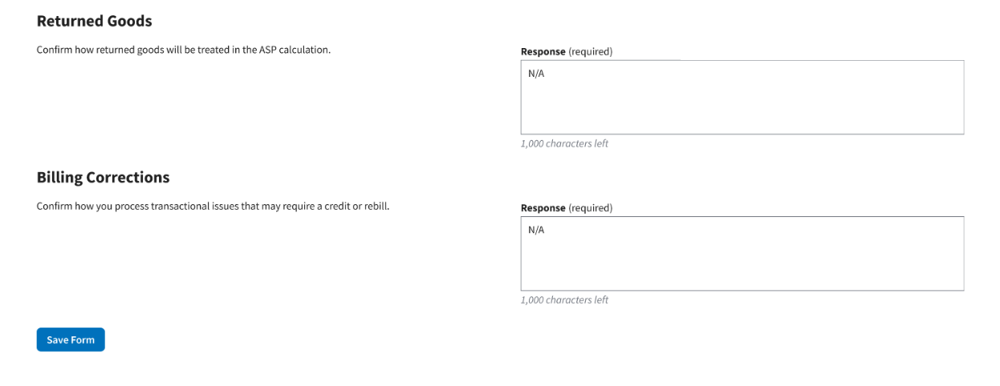 Returned Goods
Confirm how returned goods will be treated in the ASP calculation.
Response (required)
N/A
1,000 characters left
Billing Corrections
Confirm how you process transactional issues that may require a credit or rebill.
Response (required)
N/A
1,000 characters left
Save Form